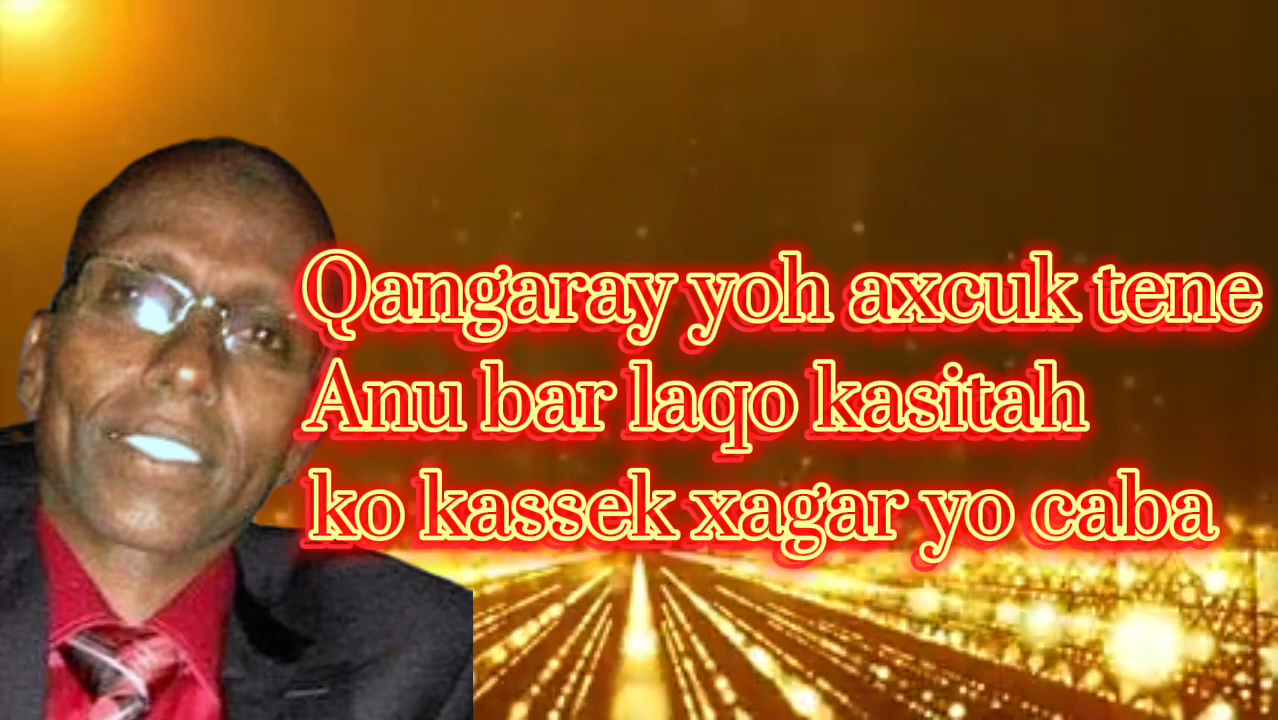 Qangaray yoh axcuk tene
Anu bar laqo kasitah
ko kassek xagar yo caba